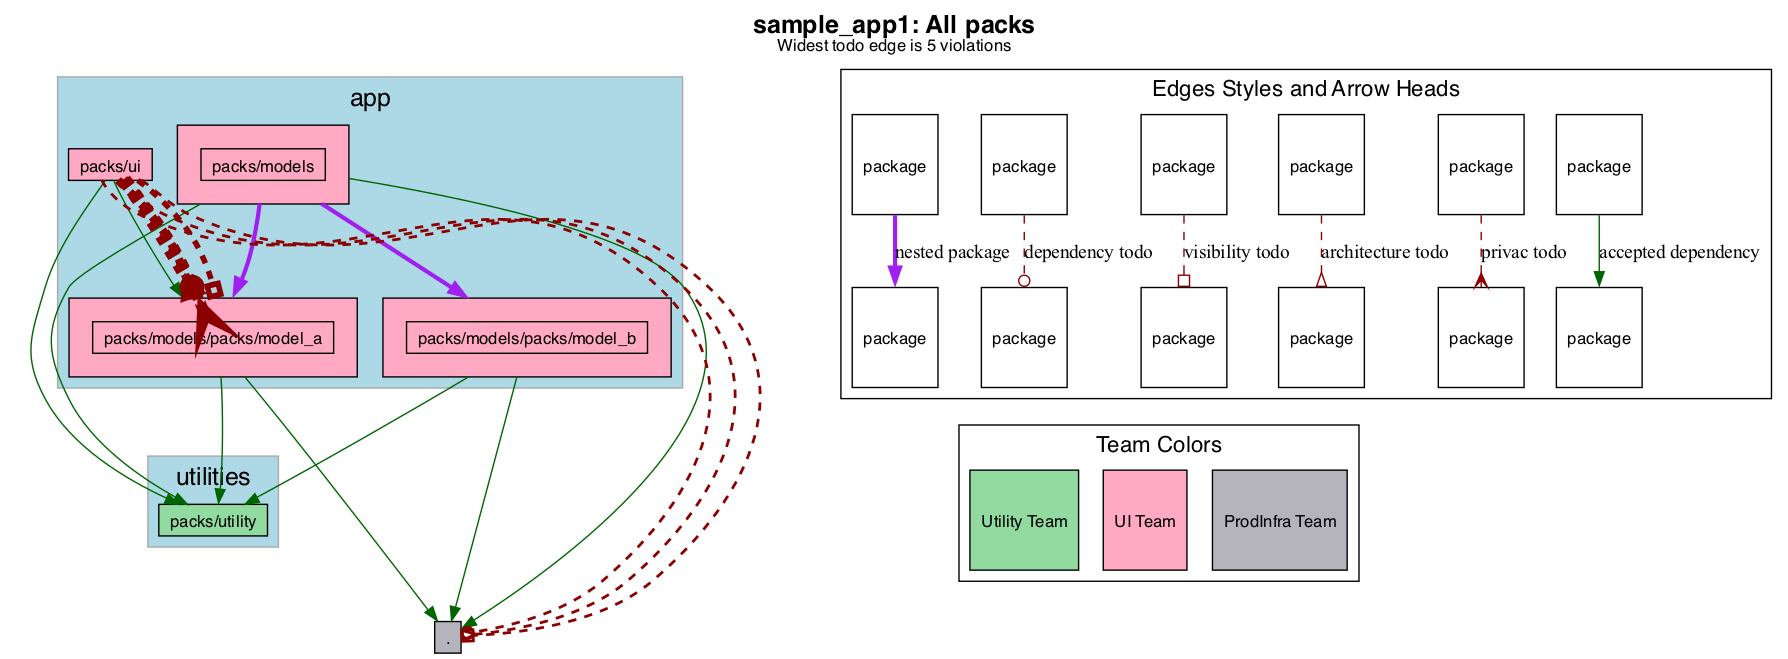 sample_app1: All packs
Widest todo edge is 5 violations
app
packs/ui
packs/models
packs/models/packs/model_a
packs/models/packs/model_b
utilities
packs/utility
.
Edges Styles and Arrow Heads
package package package package package package
nested package dependency todo visibility todo architecture todo privac todo accepted dependency
package package package package package package
Team Colors
Utility Team UI Team ProdInfra Team